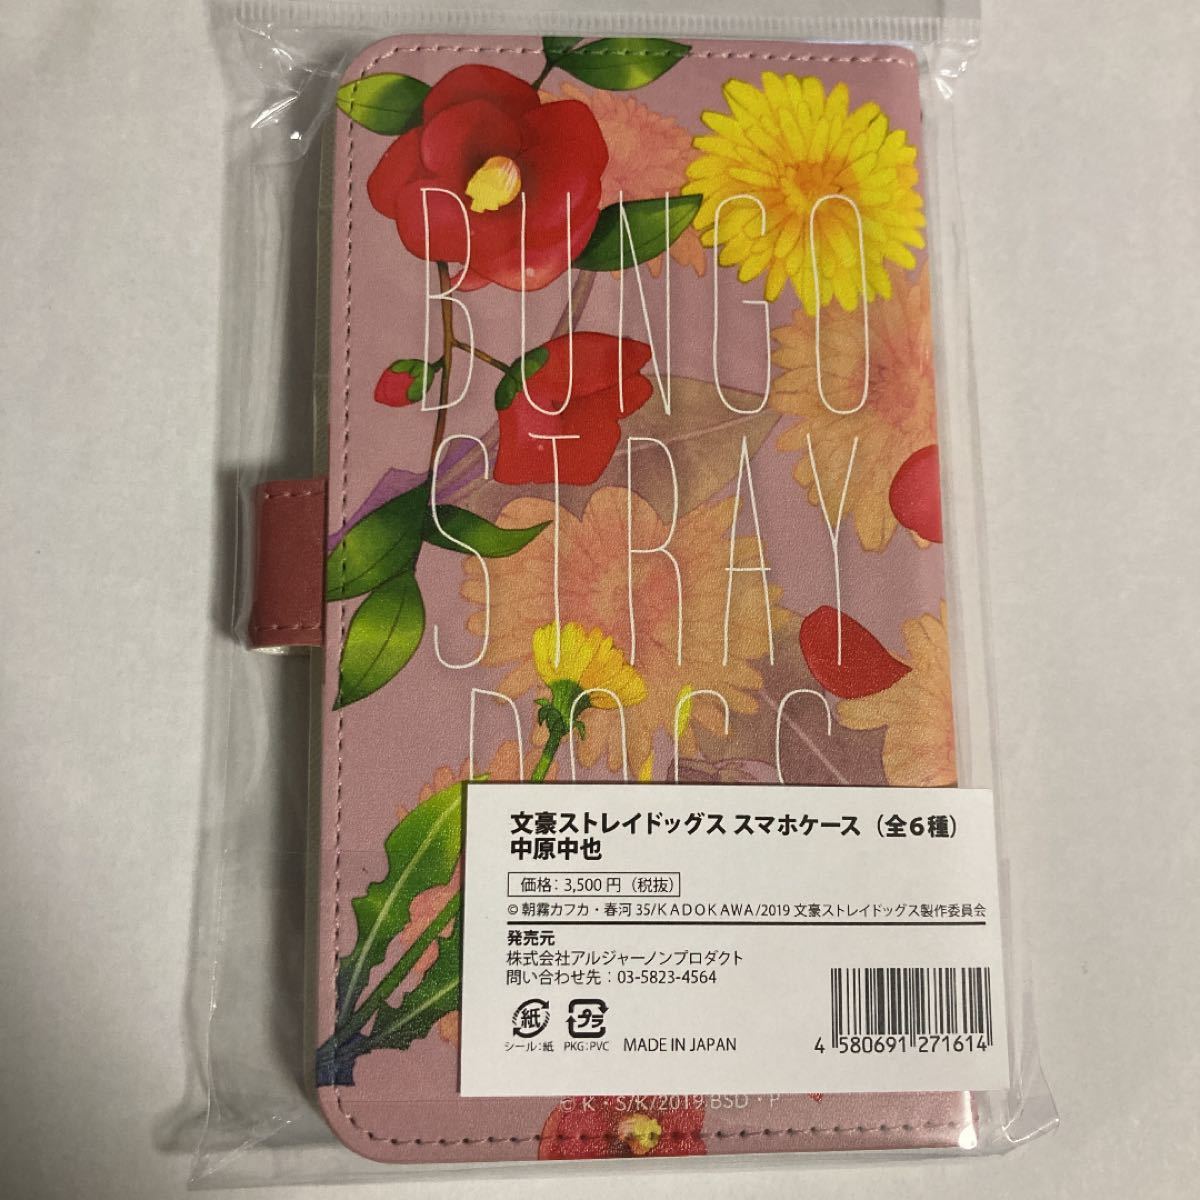 BUNGO
STRAY
DOGS
文豪ストレイドッグス スマホケース（全6種）
中原中也
価格：3,500円（税抜）
© 朝霧カフカ・春河35/KADOKAWA/2019 文豪ストレイドッグス製作委員会
発売元
株式会社アルジャーノンプロダクト
問い合わせ先：03-5823-4564
紙 プラ
シール：紙 PKG：PVC MADE IN JAPAN
4 580691 271614
© K・S/K/2019 BSD・P